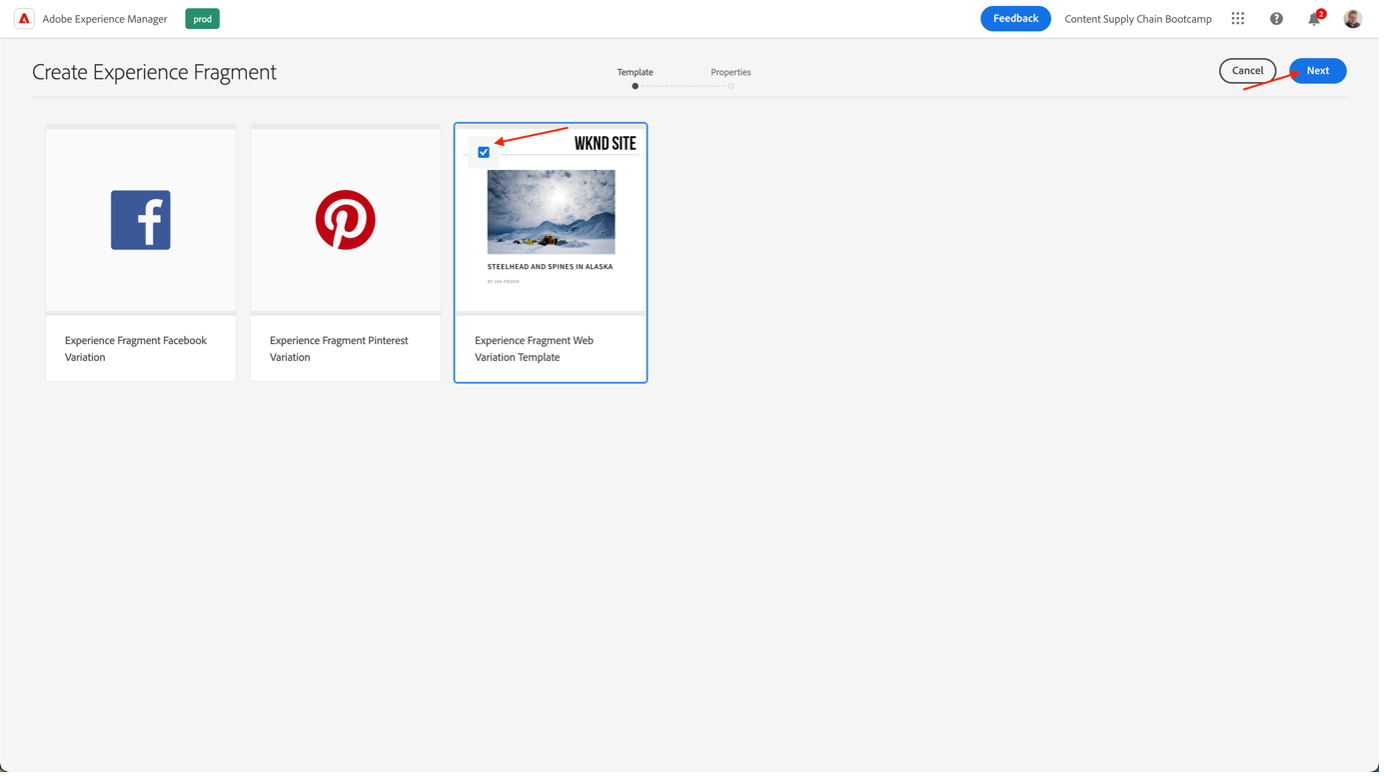 Adobe Experience Manager
prod
Feedback
Content Supply Chain Bootcamp
2
Create Experience Fragment
Template
Properties
Cancel
Next
WKND SITE
STEELHEAD AND SPINES IN ALASKA
Experience Fragment Facebook
Variation
Experience Fragment Pinterest
Variation
Experience Fragment Web
Variation Template